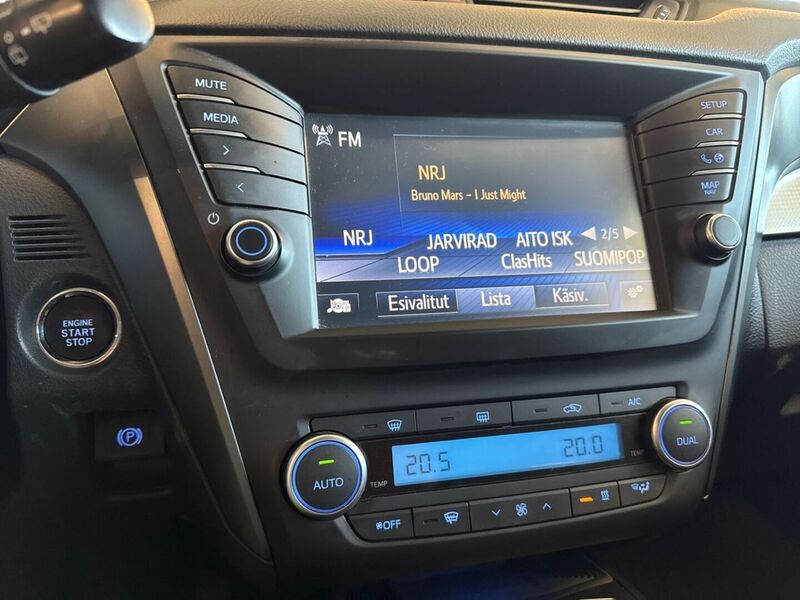 MUTE
MEDIA
>
<
SETUP
CAR
MAP
NAV
FM
NRJ
Bruno Mars – I Just Might
NRJ JARVIRAD AITO ISK ◀ 2/5 ▶
LOOP ClasHits SUOMIPOP
Esivalitut Lista Käsiv.
ENGINE
START
STOP
(P)
A/C
AUTO
TEMP
20.5 20.0
TEMP
DUAL
OFF